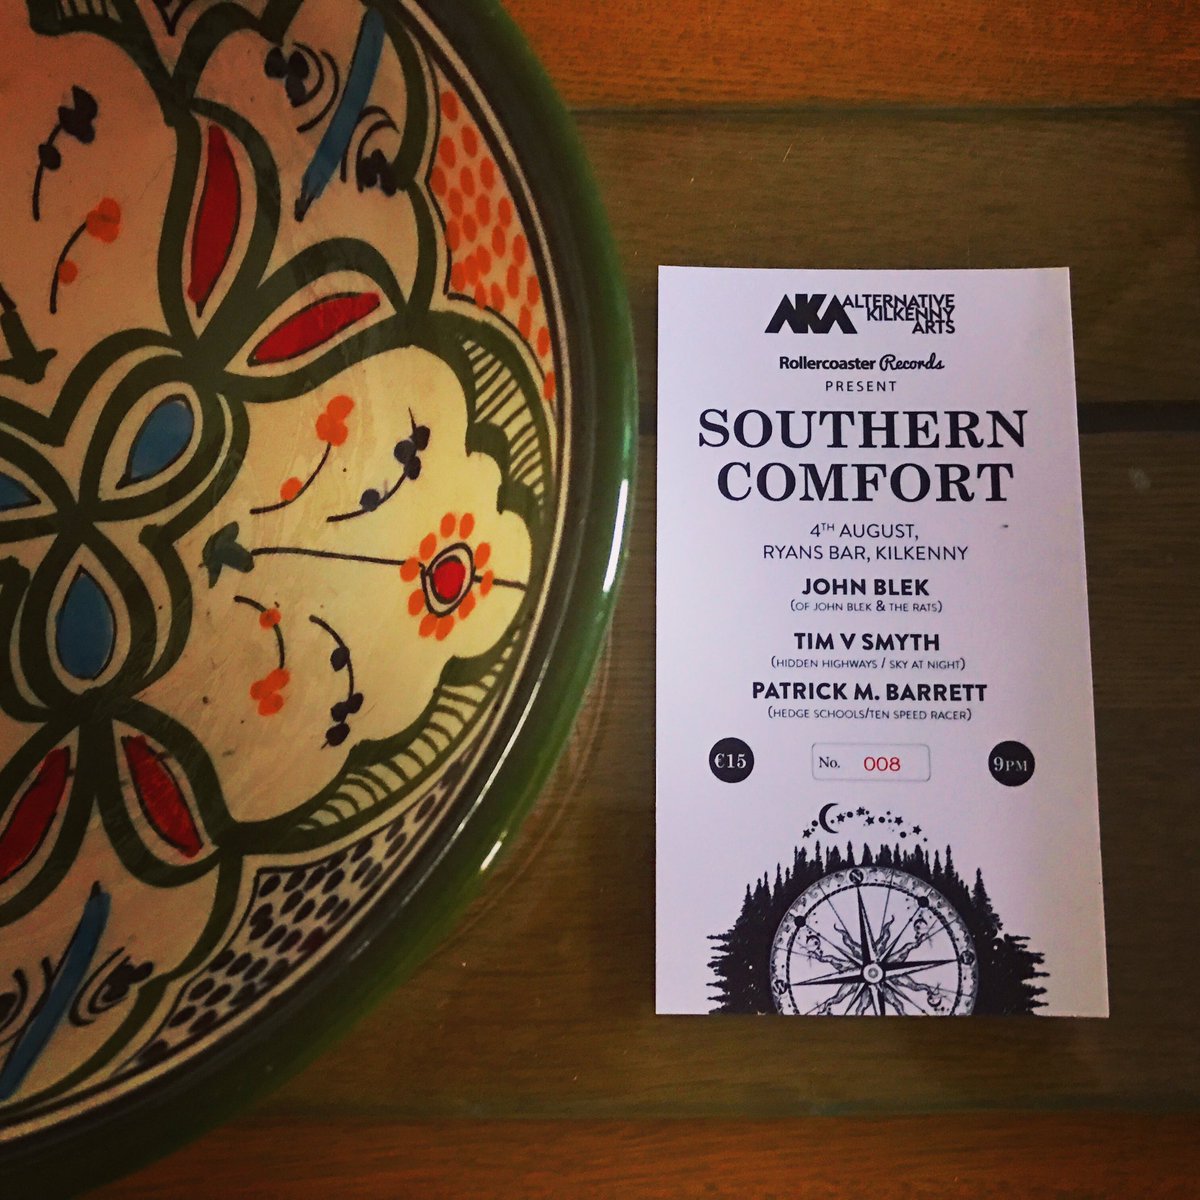 AKA ALTERNATIVE
KILKENNY
ARTS
Rollercoaster Records
PRESENT
SOUTHERN
COMFORT
4TH AUGUST,
RYANS BAR, KILKENNY
JOHN BLEK
(OF JOHN BLEK & THE RATS)
TIM V SMYTH
(HIDDEN HIGHWAYS / SKY AT NIGHT)
PATRICK M. BARRETT
(HEDGE SCHOOLS/TEN SPEED RACER)
€15 No. 008 9PM
N